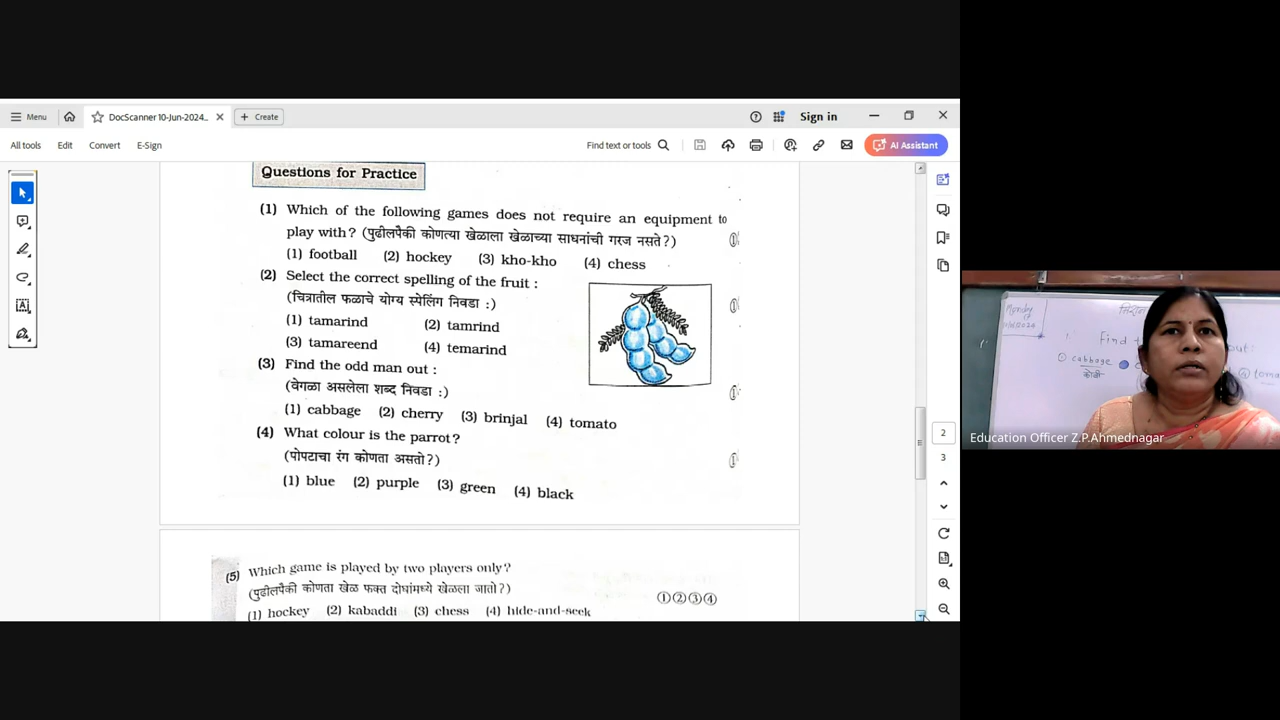 Menu
DocScanner 10-Jun-2024...
Create
Sign in
All tools
Edit
Convert
E-Sign
Find text or tools
AI Assistant
Questions for Practice
(1) Which of the following games does not require an equipment to
play with? (पुढीलपैकी कोणत्या खेळाला खेळाच्या साधनांची गरज नसते?)
(1) football (2) hockey (3) kho-kho (4) chess
(2) Select the correct spelling of the fruit :
(चित्रातील फळाचे योग्य स्पेलिंग निवडा :)
(1) tamarind (2) tamrind
(3) tamareend (4) temarind
(3) Find the odd man out :
(वेगळा असलेला शब्द निवडा :)
(1) cabbage (2) cherry (3) brinjal (4) tomato
(4) What colour is the parrot?
(पोपटाचा रंग कोणता असतो?)
(1) blue (2) purple (3) green (4) black
(5) Which game is played by two players only?
(पुढीलपैकी कोणता खेळ फक्त दोघांमध्ये खेळला जातो?)
①②③④
(1) hockey (2) kabaddi (3) chess (4) hide-and-seek
2
3
Monday
Find
out:
① cabbage
कोबी
Education Officer Z.P.Ahmednagar